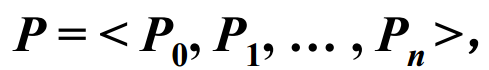 P = < P₀, P₁, … , Pₙ >,